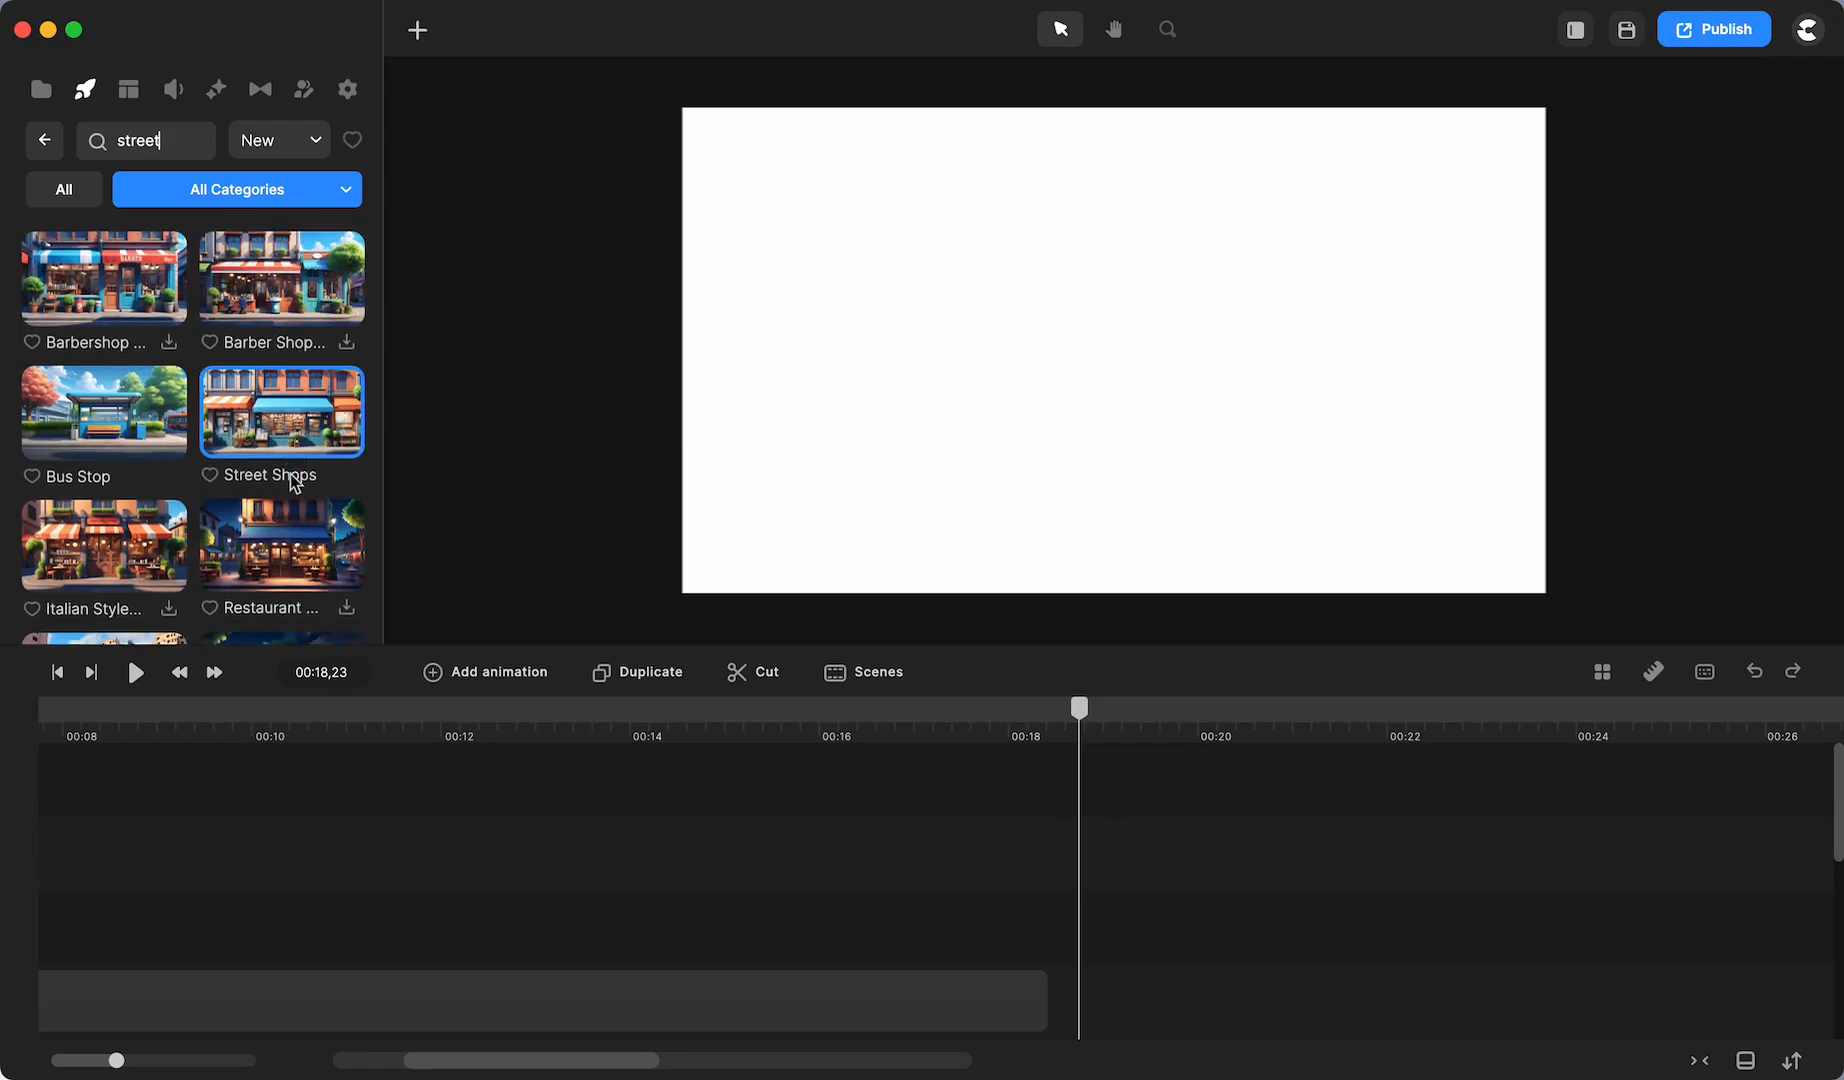 Publish
street
New
All
All Categories
BARBER
Barbershop ...
Barber Shop...
Bus Stop
Street Shops
Italian Style...
Restaurant ...
00:18,23
Add animation
Duplicate
Cut
Scenes
00:08
00:10
00:12
00:14
00:16
00:18
00:20
00:22
00:24
00:26